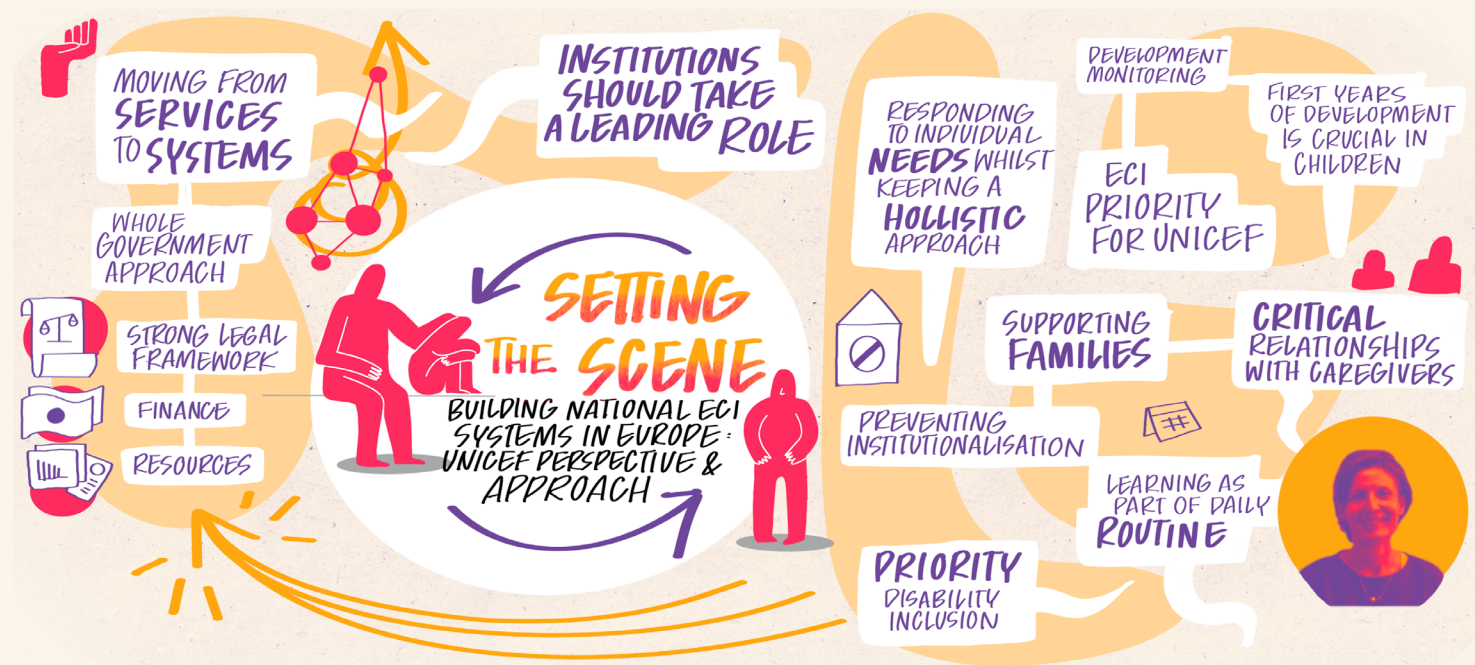 MOVING FROM
SERVICES
TO SYSTEMS
WHOLE
GOVERNMENT
APPROACH
STRONG LEGAL
FRAMEWORK
FINANCE
RESOURCES
INSTITUTIONS
SHOULD TAKE
A LEADING ROLE
SETTING
THE SCENE
BUILDING NATIONAL ECI
SYSTEMS IN EUROPE:
UNICEF PERSPECTIVE &
APPROACH
RESPONDING
TO INDIVIDUAL
NEEDS WHILST
KEEPING A
HOLLISTIC
APPROACH
DEVELOPMENT
MONITORING
FIRST YEARS
OF DEVELOPMENT
IS CRUCIAL IN
CHILDREN
ECI
PRIORITY
FOR UNICEF
SUPPORTING
FAMILIES
CRITICAL
RELATIONSHIPS
WITH CAREGIVERS
PREVENTING
INSTITUTIONALISATION
LEARNING AS
PART OF DAILY
ROUTINE
PRIORITY
DISABILITY
INCLUSION